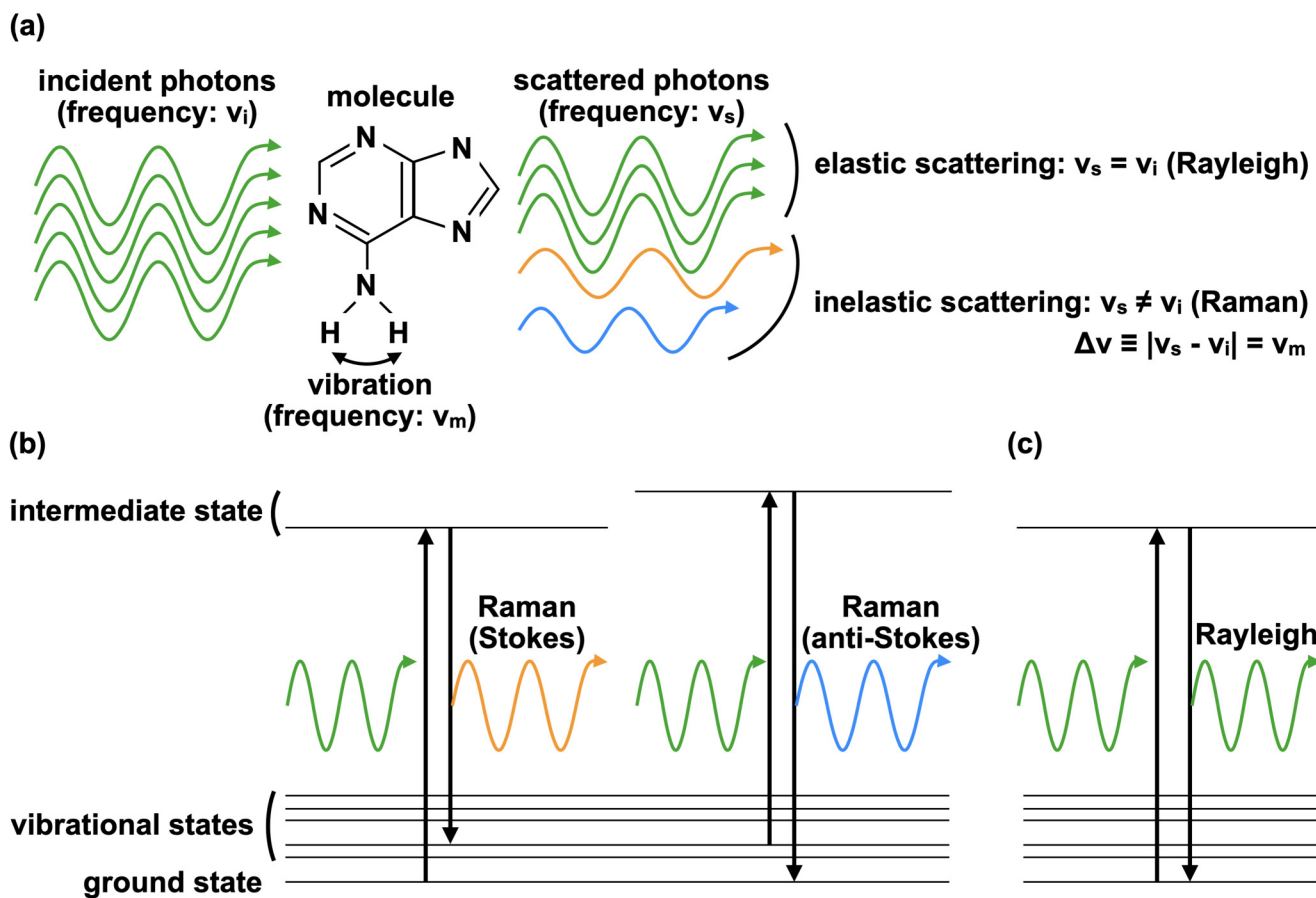 (a)
incident photons
(frequency: vᵢ)
molecule
scattered photons
(frequency: vₛ)
N
N
N
N
N
H H
vibration
(frequency: vₘ)
elastic scattering: vₛ = vᵢ (Rayleigh)
inelastic scattering: vₛ ≠ vᵢ (Raman)
Δv ≡ |vₛ - vᵢ| = vₘ
(b)
intermediate state
Raman
(Stokes)
Raman
(anti-Stokes)
vibrational states
ground state
(c)
Rayleigh